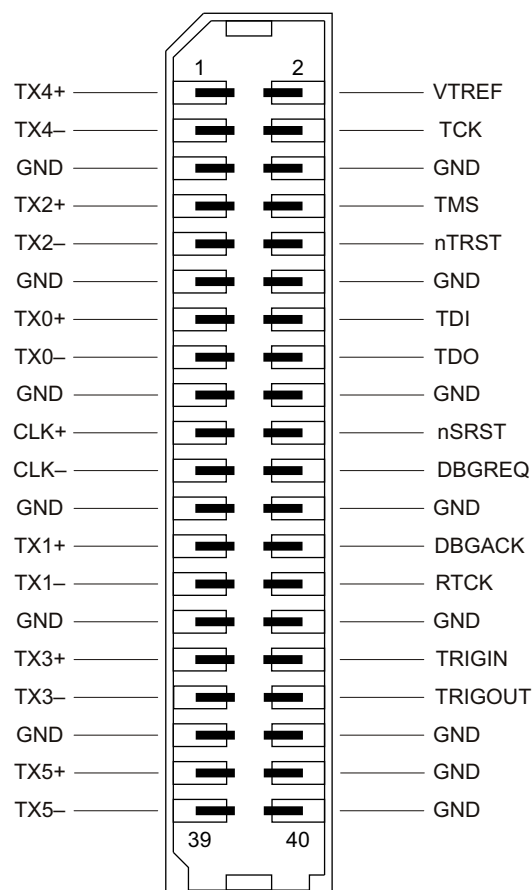 1 2
TX4+ VTREF
TX4– TCK
GND GND
TX2+ TMS
TX2– nTRST
GND GND
TX0+ TDI
TX0– TDO
GND GND
CLK+ nSRST
CLK– DBGREQ
GND GND
TX1+ DBGACK
TX1– RTCK
GND GND
TX3+ TRIGIN
TX3– TRIGOUT
GND GND
TX5+ GND
TX5– GND
39 40